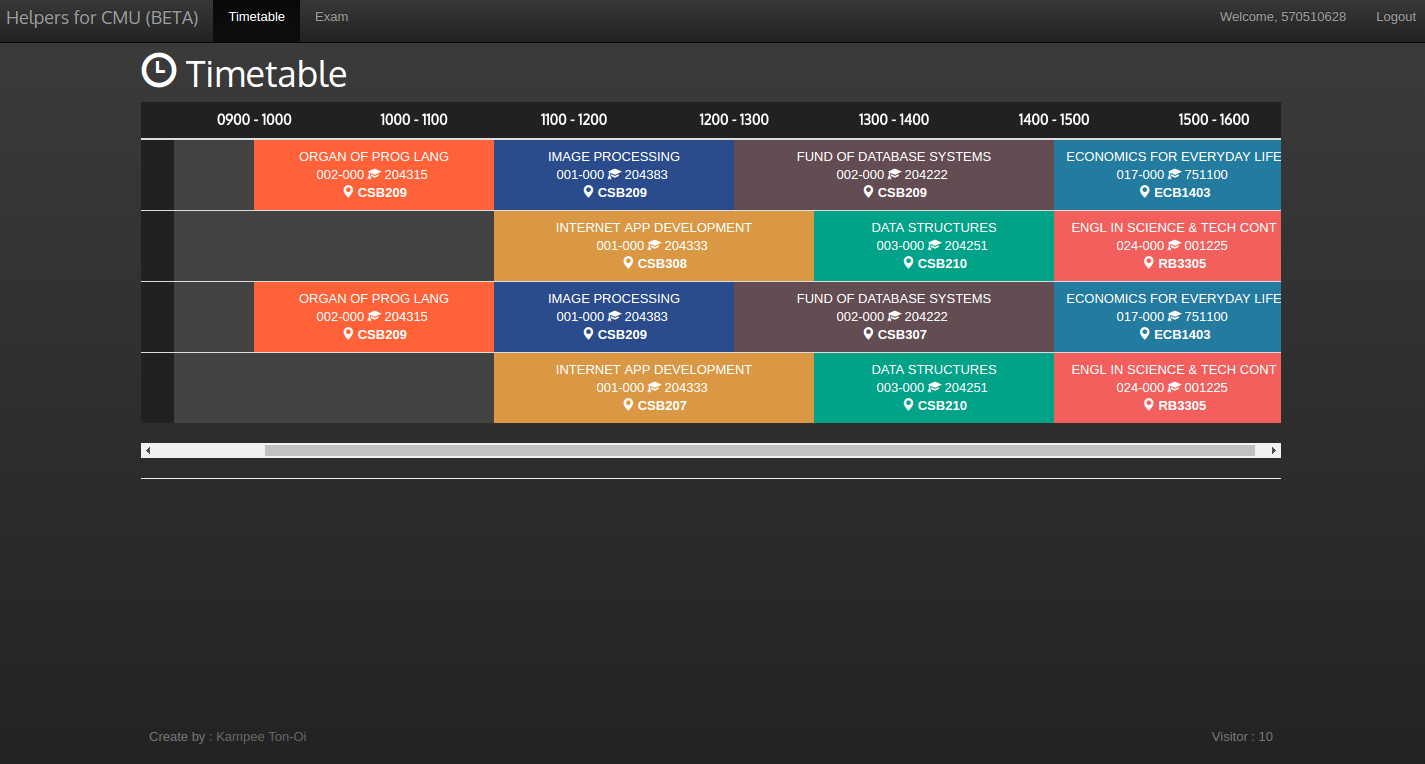 Helpers for CMU (BETA) Timetable Exam Welcome, 570510628 Logout
Timetable
0900 - 1000 1000 - 1100 1100 - 1200 1200 - 1300 1300 - 1400 1400 - 1500 1500 - 1600
ORGAN OF PROG LANG IMAGE PROCESSING FUND OF DATABASE SYSTEMS ECONOMICS FOR EVERYDAY LIFE
002-000 204315 001-000 204383 002-000 204222 017-000 751100
CSB209 CSB209 CSB209 ECB1403
INTERNET APP DEVELOPMENT DATA STRUCTURES ENGL IN SCIENCE & TECH CONT
001-000 204333 003-000 204251 024-000 001225
CSB308 CSB210 RB3305
ORGAN OF PROG LANG IMAGE PROCESSING FUND OF DATABASE SYSTEMS ECONOMICS FOR EVERYDAY LIFE
002-000 204315 001-000 204383 002-000 204222 017-000 751100
CSB209 CSB209 CSB307 ECB1403
INTERNET APP DEVELOPMENT DATA STRUCTURES ENGL IN SCIENCE & TECH CONT
001-000 204333 003-000 204251 024-000 001225
CSB207 CSB210 RB3305
Create by : Kampee Ton-Oi Visitor : 10